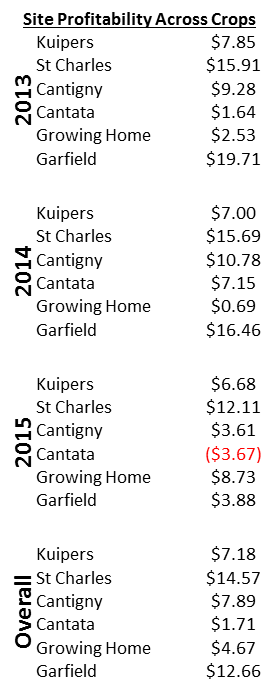 Site Profitability Across Crops
2013
Kuipers $7.85
St Charles $15.91
Cantigny $9.28
Cantata $1.64
Growing Home $2.53
Garfield $19.71
2014
Kuipers $7.00
St Charles $15.69
Cantigny $10.78
Cantata $7.15
Growing Home $0.69
Garfield $16.46
2015
Kuipers $6.68
St Charles $12.11
Cantigny $3.61
Cantata ($3.67)
Growing Home $8.73
Garfield $3.88
Overall
Kuipers $7.18
St Charles $14.57
Cantigny $7.89
Cantata $1.71
Growing Home $4.67
Garfield $12.66